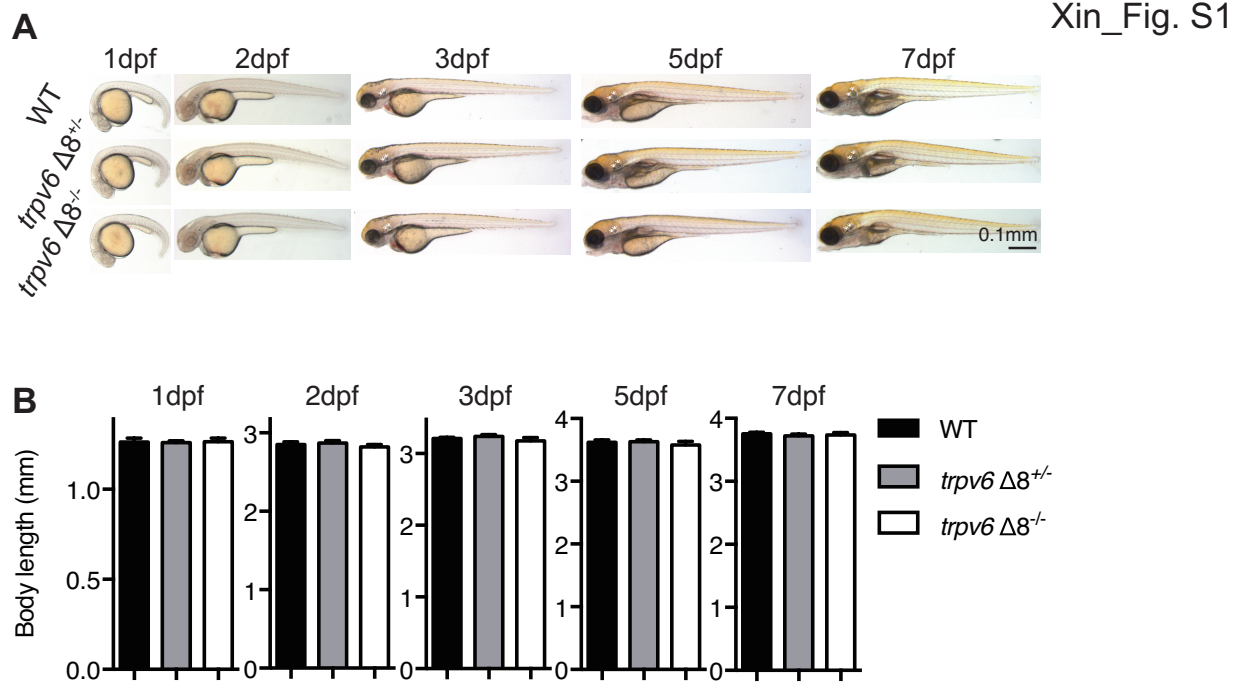 Xin_Fig. S1
A
1dpf 2dpf 3dpf 5dpf 7dpf
WT
trpv6 Δ8+/-
trpv6 Δ8-/-
0.1mm
B
1dpf 2dpf 3dpf 5dpf 7dpf
Body length (mm)
1.0
0.5
0.0
3
2
1
0
3
2
1
0
4
3
2
1
0
4
3
2
1
0
WT
trpv6 Δ8+/-
trpv6 Δ8-/-